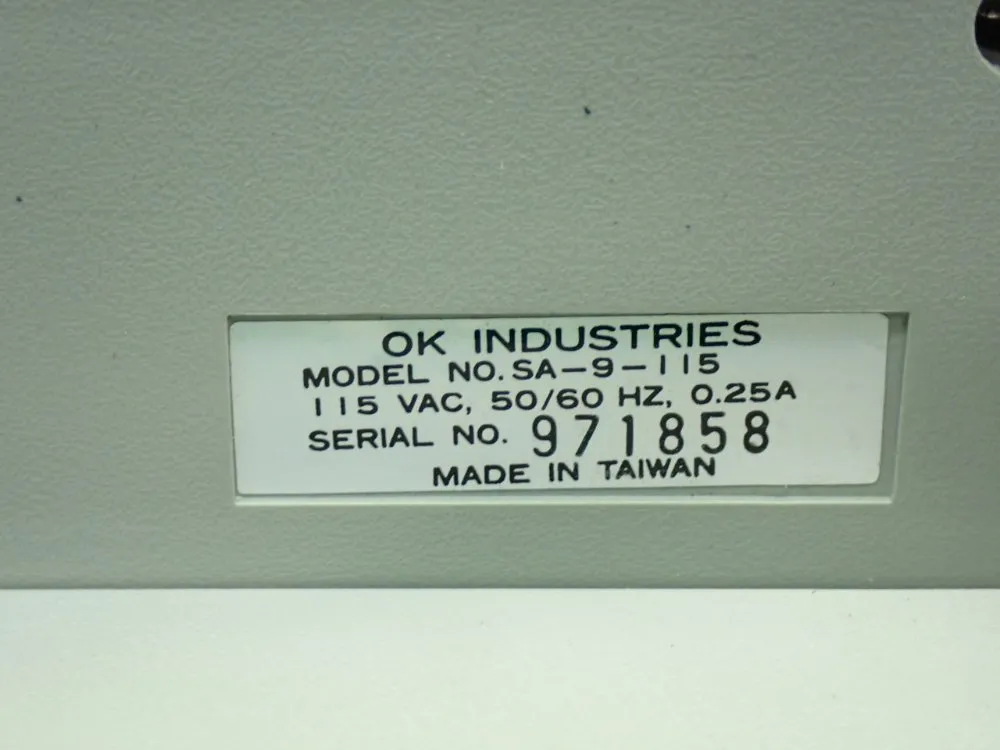 OK INDUSTRIES
MODEL NO. SA-9-115
115 VAC, 50/60 HZ, 0.25A
SERIAL NO. 971858
MADE IN TAIWAN